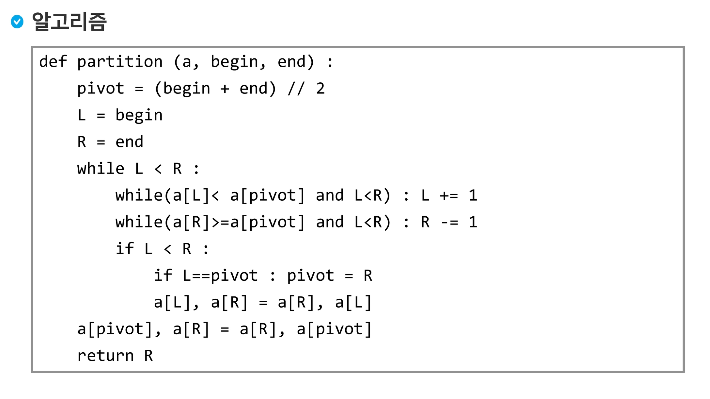 알고리즘
def partition (a, begin, end) :
    pivot = (begin + end) // 2
    L = begin
    R = end
    while L < R :
        while(a[L]< a[pivot] and L<R) : L += 1
        while(a[R]>=a[pivot] and L<R) : R -= 1
        if L < R :
            if L==pivot : pivot = R
            a[L], a[R] = a[R], a[L]
    a[pivot], a[R] = a[R], a[pivot]
    return R